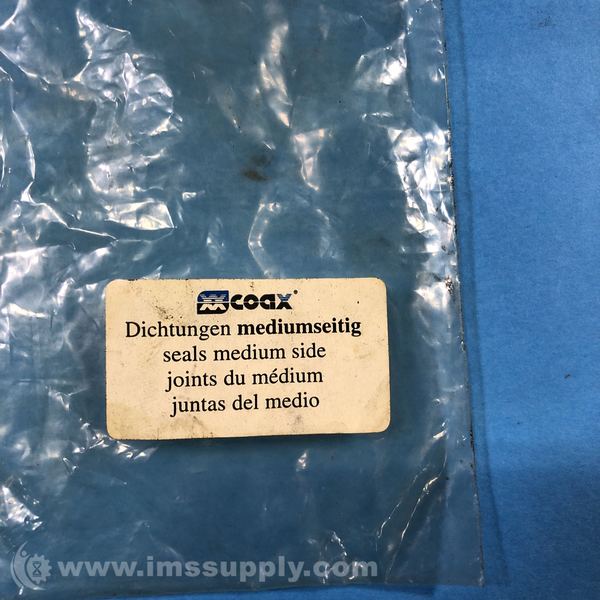 coax®
Dichtungen mediumseitig
seals medium side
joints du médium
juntas del medio
www.imssupply.com